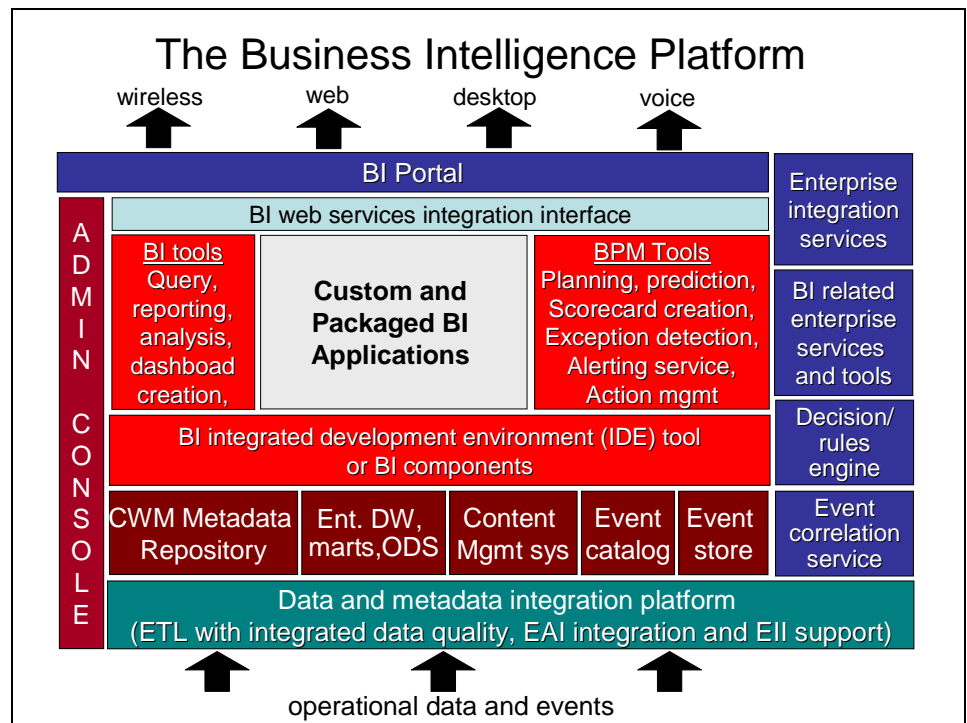 The Business Intelligence Platform
wireless
web
desktop
voice
BI Portal
Enterprise
integration
services
ADMIN CONSOLE
BI web services integration interface
BI tools
Query,
reporting,
analysis,
dashboad
creation,
Custom and
Packaged BI
Applications
BPM Tools
Planning, prediction,
Scorecard creation,
Exception detection,
Alerting service,
Action mgmt
BI related
enterprise
services
and tools
BI integrated development environment (IDE) tool
or BI components
Decision/
rules
engine
CWM Metadata
Repository
Ent. DW,
marts,ODS
Content
Mgmt sys
Event
catalog
Event
store
Event
correlation
service
Data and metadata integration platform
(ETL with integrated data quality, EAI integration and EII support)
operational data and events